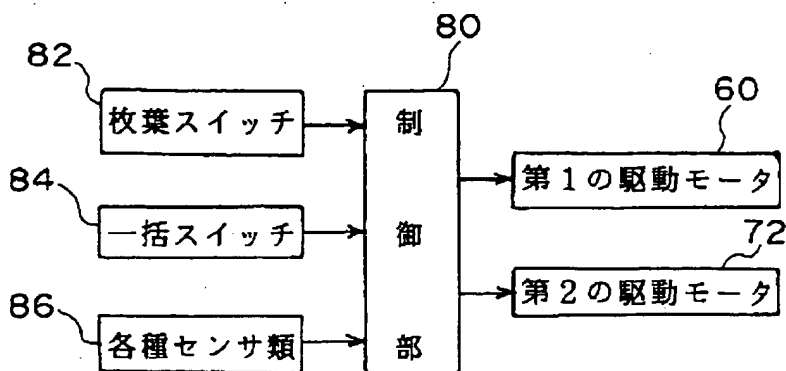 80
82
枚葉スイッチ
84
一括スイッチ
86
各種センサ類
制
御
部
60
第1の駆動モータ
72
第2の駆動モータ